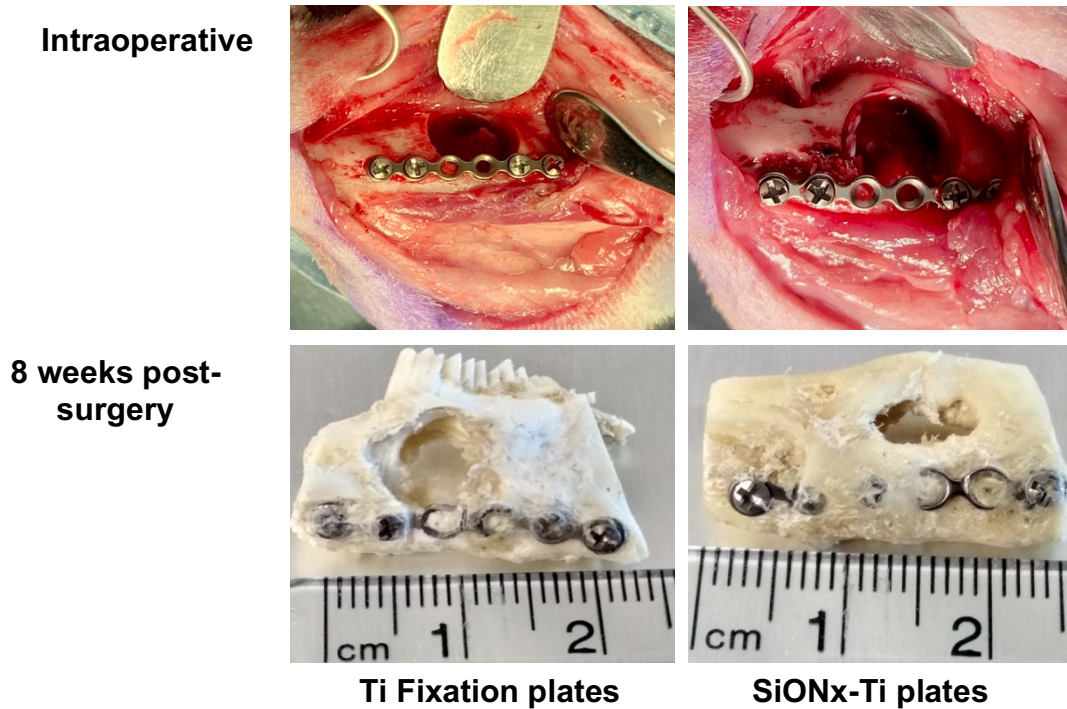 Intraoperative
8 weeks post-
surgery
cm 1 2
cm 1 2
Ti Fixation plates
SiONx-Ti plates